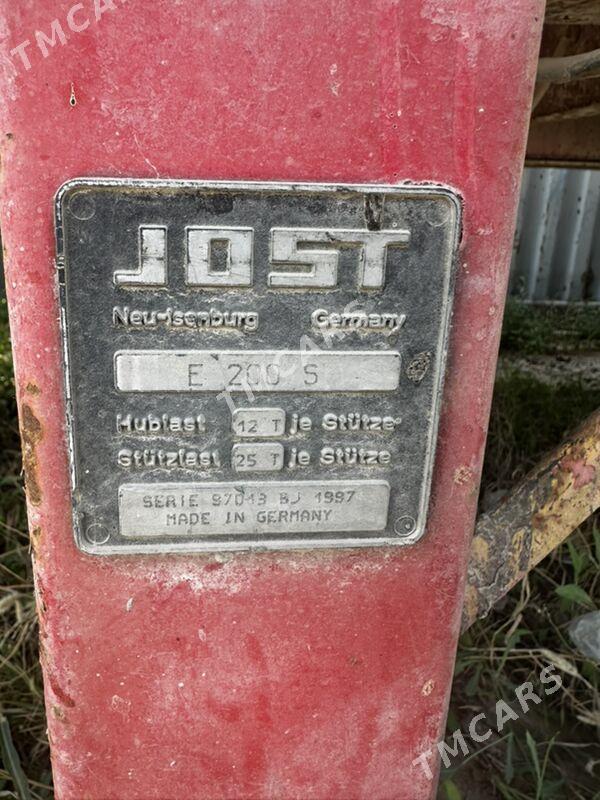 TMCARS
JOST
Neu-Isenburg Germany
E 200 S
TMCARS
Hublast 12 T je Stütze
Stützlast 25 T je Stütze
SERIE 97D49 BJ 1997
MADE IN GERMANY
TMCARS